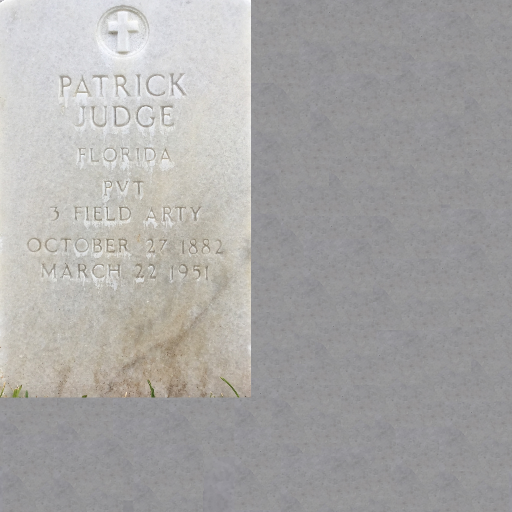 PATRICK
JUDGE
FLORIDA
PVT
3 FIELD ARTY
OCTOBER 27 1882
MARCH 22 1951